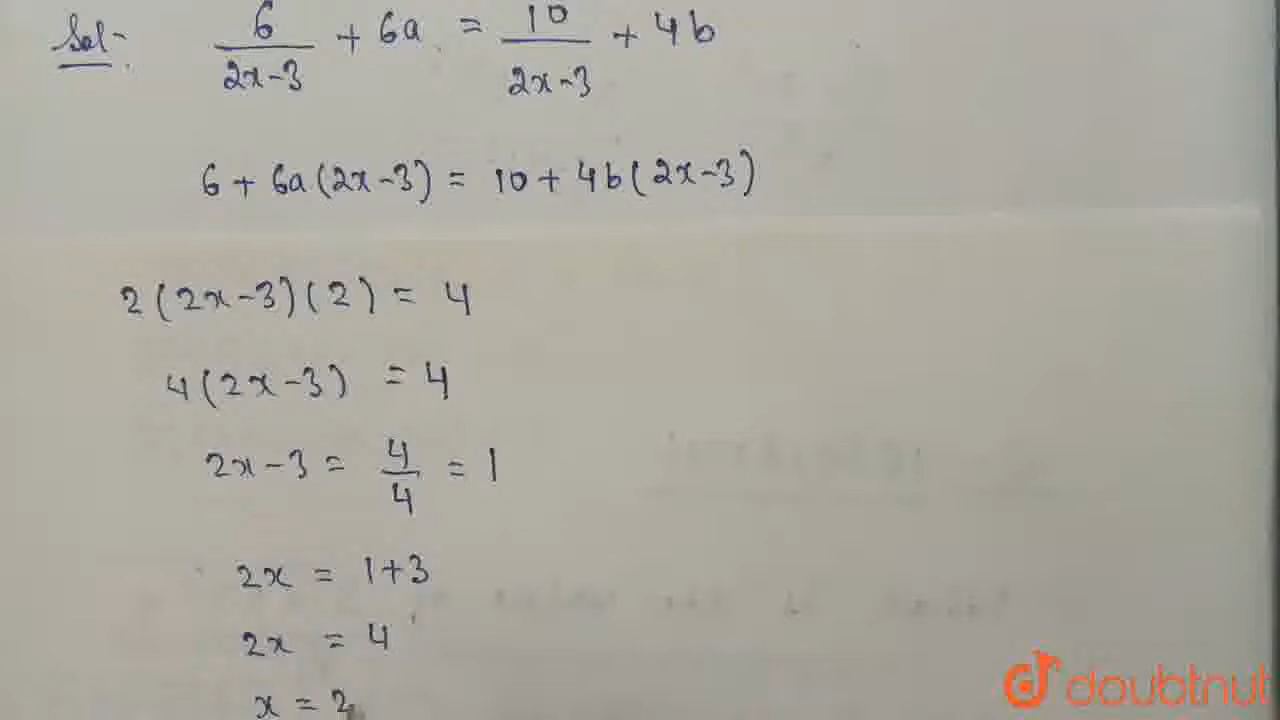 Sol-
6/(2x-3) + 6a = 10/(2x-3) + 4b
6 + 6a(2x-3) = 10 + 4b(2x-3)
2(2x-3)(2) = 4
4(2x-3) = 4
2x-3 = 4/4 = 1
2x = 1+3
2x = 4
x = 2
doubtnut